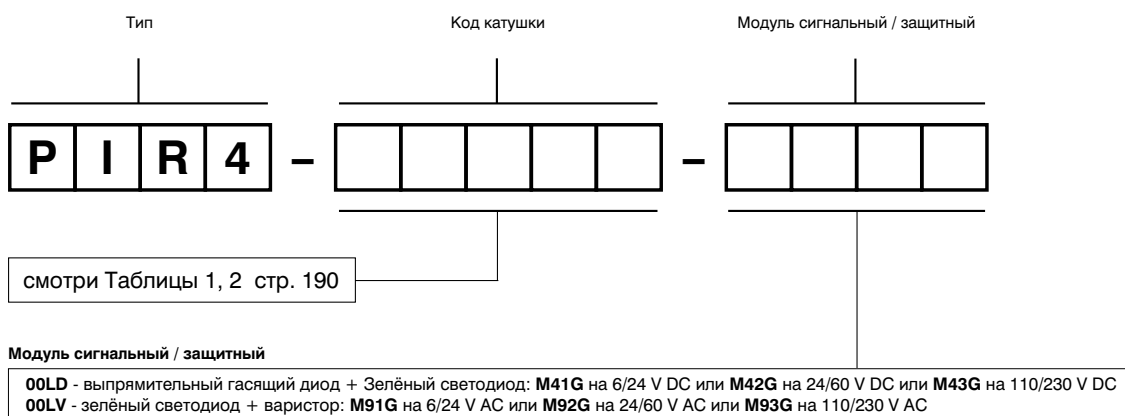 Тип Код катушки Модуль сигнальный / защитный
P I R 4 – –
смотри Таблицы 1, 2 стр. 190
Модуль сигнальный / защитный
00LD - выпрямительный гасящий диод + Зелёный светодиод: M41G на 6/24 V DC или M42G на 24/60 V DC или M43G на 110/230 V DC
00LV - зелёный светодиод + варистор: M91G на 6/24 V AC или M92G на 24/60 V AC или M93G на 110/230 V AC